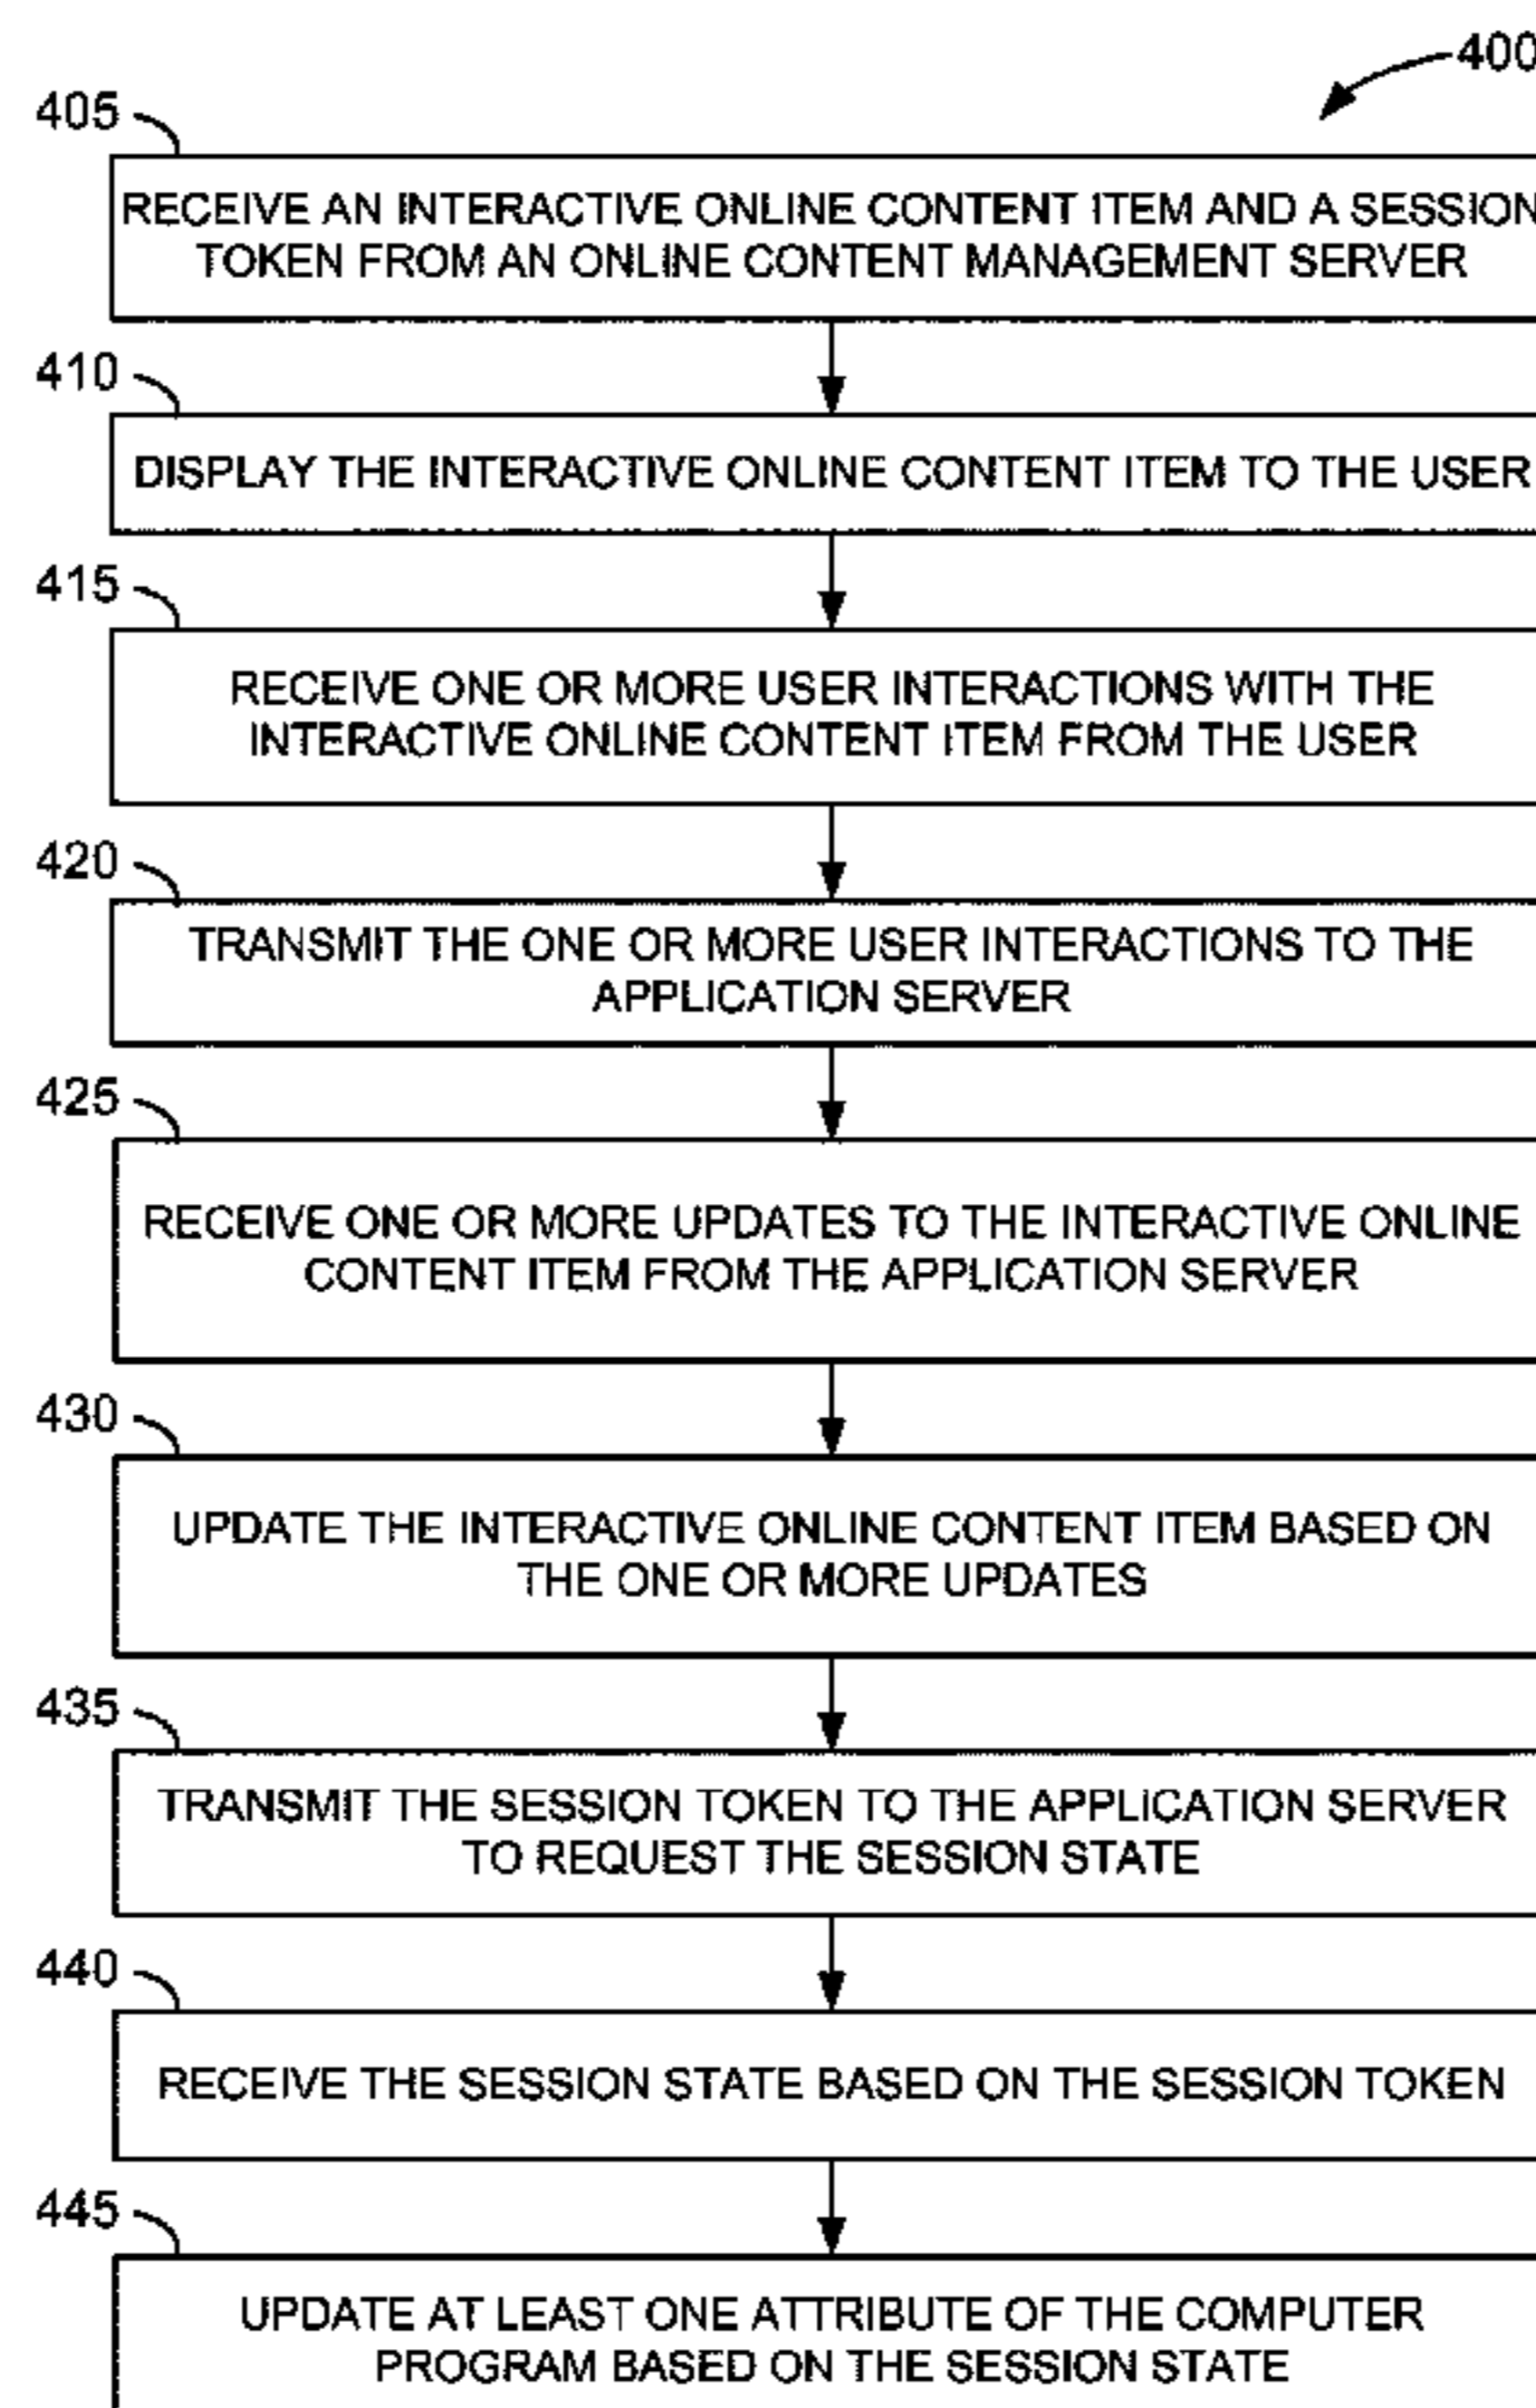 400
405
RECEIVE AN INTERACTIVE ONLINE CONTENT ITEM AND A SESSION
TOKEN FROM AN ONLINE CONTENT MANAGEMENT SERVER
410
DISPLAY THE INTERACTIVE ONLINE CONTENT ITEM TO THE USER
415
RECEIVE ONE OR MORE USER INTERACTIONS WITH THE
INTERACTIVE ONLINE CONTENT ITEM FROM THE USER
420
TRANSMIT THE ONE OR MORE USER INTERACTIONS TO THE
APPLICATION SERVER
425
RECEIVE ONE OR MORE UPDATES TO THE INTERACTIVE ONLINE
CONTENT ITEM FROM THE APPLICATION SERVER
430
UPDATE THE INTERACTIVE ONLINE CONTENT ITEM BASED ON
THE ONE OR MORE UPDATES
435
TRANSMIT THE SESSION TOKEN TO THE APPLICATION SERVER
TO REQUEST THE SESSION STATE
440
RECEIVE THE SESSION STATE BASED ON THE SESSION TOKEN
445
UPDATE AT LEAST ONE ATTRIBUTE OF THE COMPUTER
PROGRAM BASED ON THE SESSION STATE